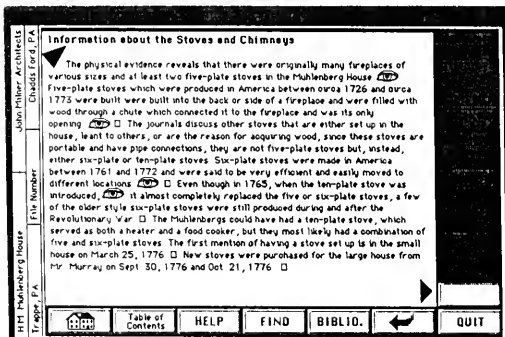 Information about the Stoves and Chimneys
The physical evidence reveals that there were originally many fireplaces of
various sizes and at least two five-plate stoves in the Muhlenberg House
Five-plate stoves which were produced in America between circa 1726 and circa
1773 were built were built into the back or side of a fireplace and were filled with
wood through a chute which connected it to the fireplace and was its only
opening □ The journals discuss other stoves that are either set up in the
house, leant to others, or are the reason for acquiring wood, since these stoves are
portable and have pipe connections, they are not five-plate stoves but, instead,
either six-plate or ten-plate stoves Six-plate stoves were made in America
between 1761 and 1772 and were said to be very efficient and easily moved to
different locations □ Even though in 1765, when the ten-plate stove was
introduced, it almost completely replaced the five or six-plate stoves, a few
of the older style six-plate stoves were still produced during and after the
Revolutionary War □ The Muhlenbergs could have had a ten-plate stove, which
served as both a heater and a food cooker, but they most likely had a combination of
five and six-plate stoves The first mention of having a stove set up is in the small
house on March 25, 1776 □ New stoves were purchased for the large house from
Mr Murray on Sept 30, 1776 and Oct 21, 1776 □
John Milner Architects
Chadds Ford, PA
File Number
H M Muhlenberg House
Trappe, PA
Table of
Contents
HELP
FIND
BIBLIO.
QUIT